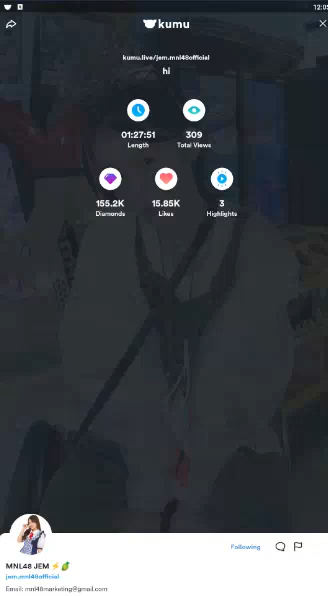 12:05
kumu
kumu.live/jem.mnl48official
hi
01:27:51
Length
309
Total Views
155.2K
Diamonds
15.85K
Likes
3
Highlights
MNL48 JEM ⚡🍍
Following
jem.mnl48official
Email: mnl48marketing@gmail.com